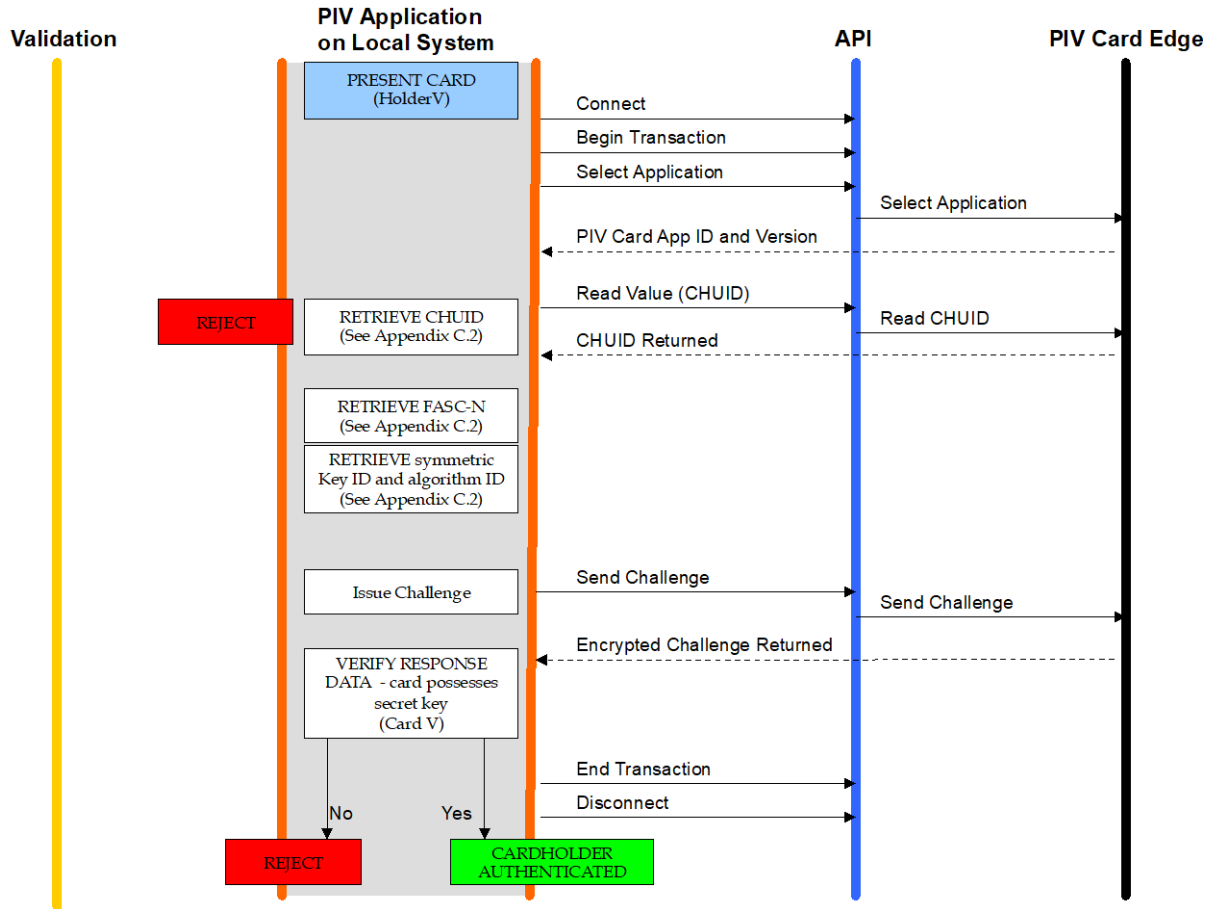 PIV Application
on Local System
Validation
API
PIV Card Edge
PRESENT CARD
(HolderV)
Connect
Begin Transaction
Select Application
Select Application
PIV Card App ID and Version
REJECT
RETRIEVE CHUID
(See Appendix C.2)
Read Value (CHUID)
Read CHUID
CHUID Returned
RETRIEVE FASC-N
(See Appendix C.2)
RETRIEVE symmetric
Key ID and algorithm ID
(See Appendix C.2)
Issue Challenge
Send Challenge
Send Challenge
Encrypted Challenge Returned
VERIFY RESPONSE
DATA - card possesses
secret key
(Card V)
End Transaction
Disconnect
No
Yes
REJECT
CARDHOLDER
AUTHENTICATED